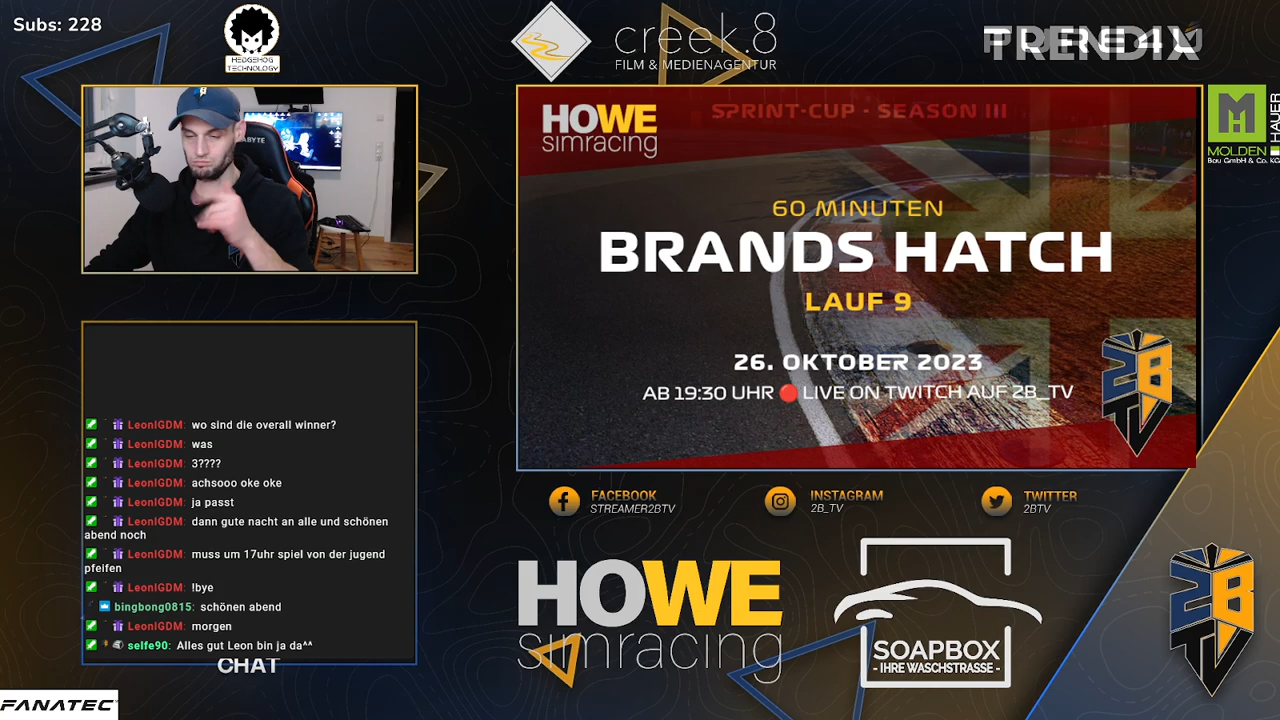 Subs: 228
HEDGEHOG
TECHNOLOGY
creek.8
FILM & MEDIENAGENTUR
HOWE
simracing
SPRINT-CUP • SEASON III
MOLDEN
HAUER
Bau GmbH & Co. KG
60 MINUTEN
BRANDS HATCH
LAUF 9
26. OKTOBER 2023
AB 19:30 UHR 🔴 LIVE ON TWITCH AUF 2B_TV
2B
TV
LeonIGDM: wo sind die overall winner?
LeonIGDM: was
LeonIGDM: 3????
LeonIGDM: achsooo oke oke
LeonIGDM: ja passt
LeonIGDM: dann gute nacht an alle und schönen
abend noch
LeonIGDM: muss um 17uhr spiel von der jugend
pfeifen
LeonIGDM: !bye
bingbong0815: schönen abend
LeonIGDM: morgen
selfe90: Alles gut Leon bin ja da^^
CHAT
FACEBOOK
STREAMER2BTV
INSTAGRAM
2B_TV
TWITTER
2BTV
HOWE
simracing
SOAPBOX
- IHRE WASCHSTRASSE -
2B
TV
FANATEC